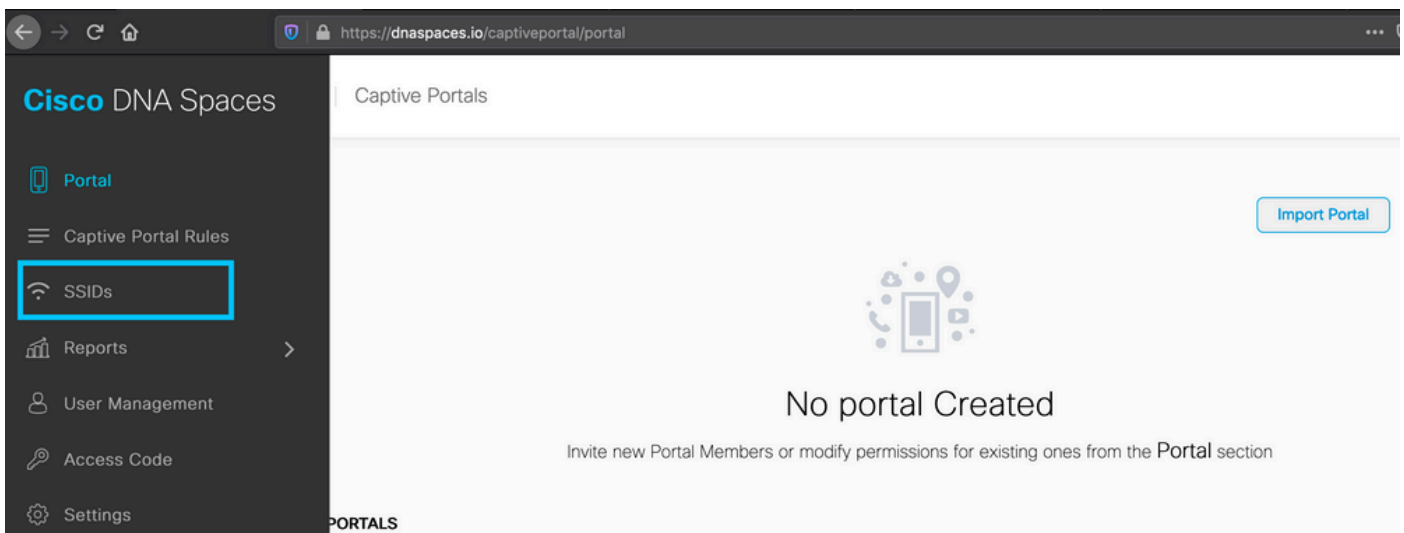 https://dnaspaces.io/captiveportal/portal
Cisco DNA Spaces
Captive Portals
Portal
Captive Portal Rules
SSIDs
Reports
User Management
Access Code
Settings
Import Portal
No portal Created
Invite new Portal Members or modify permissions for existing ones from the Portal section
PORTALS